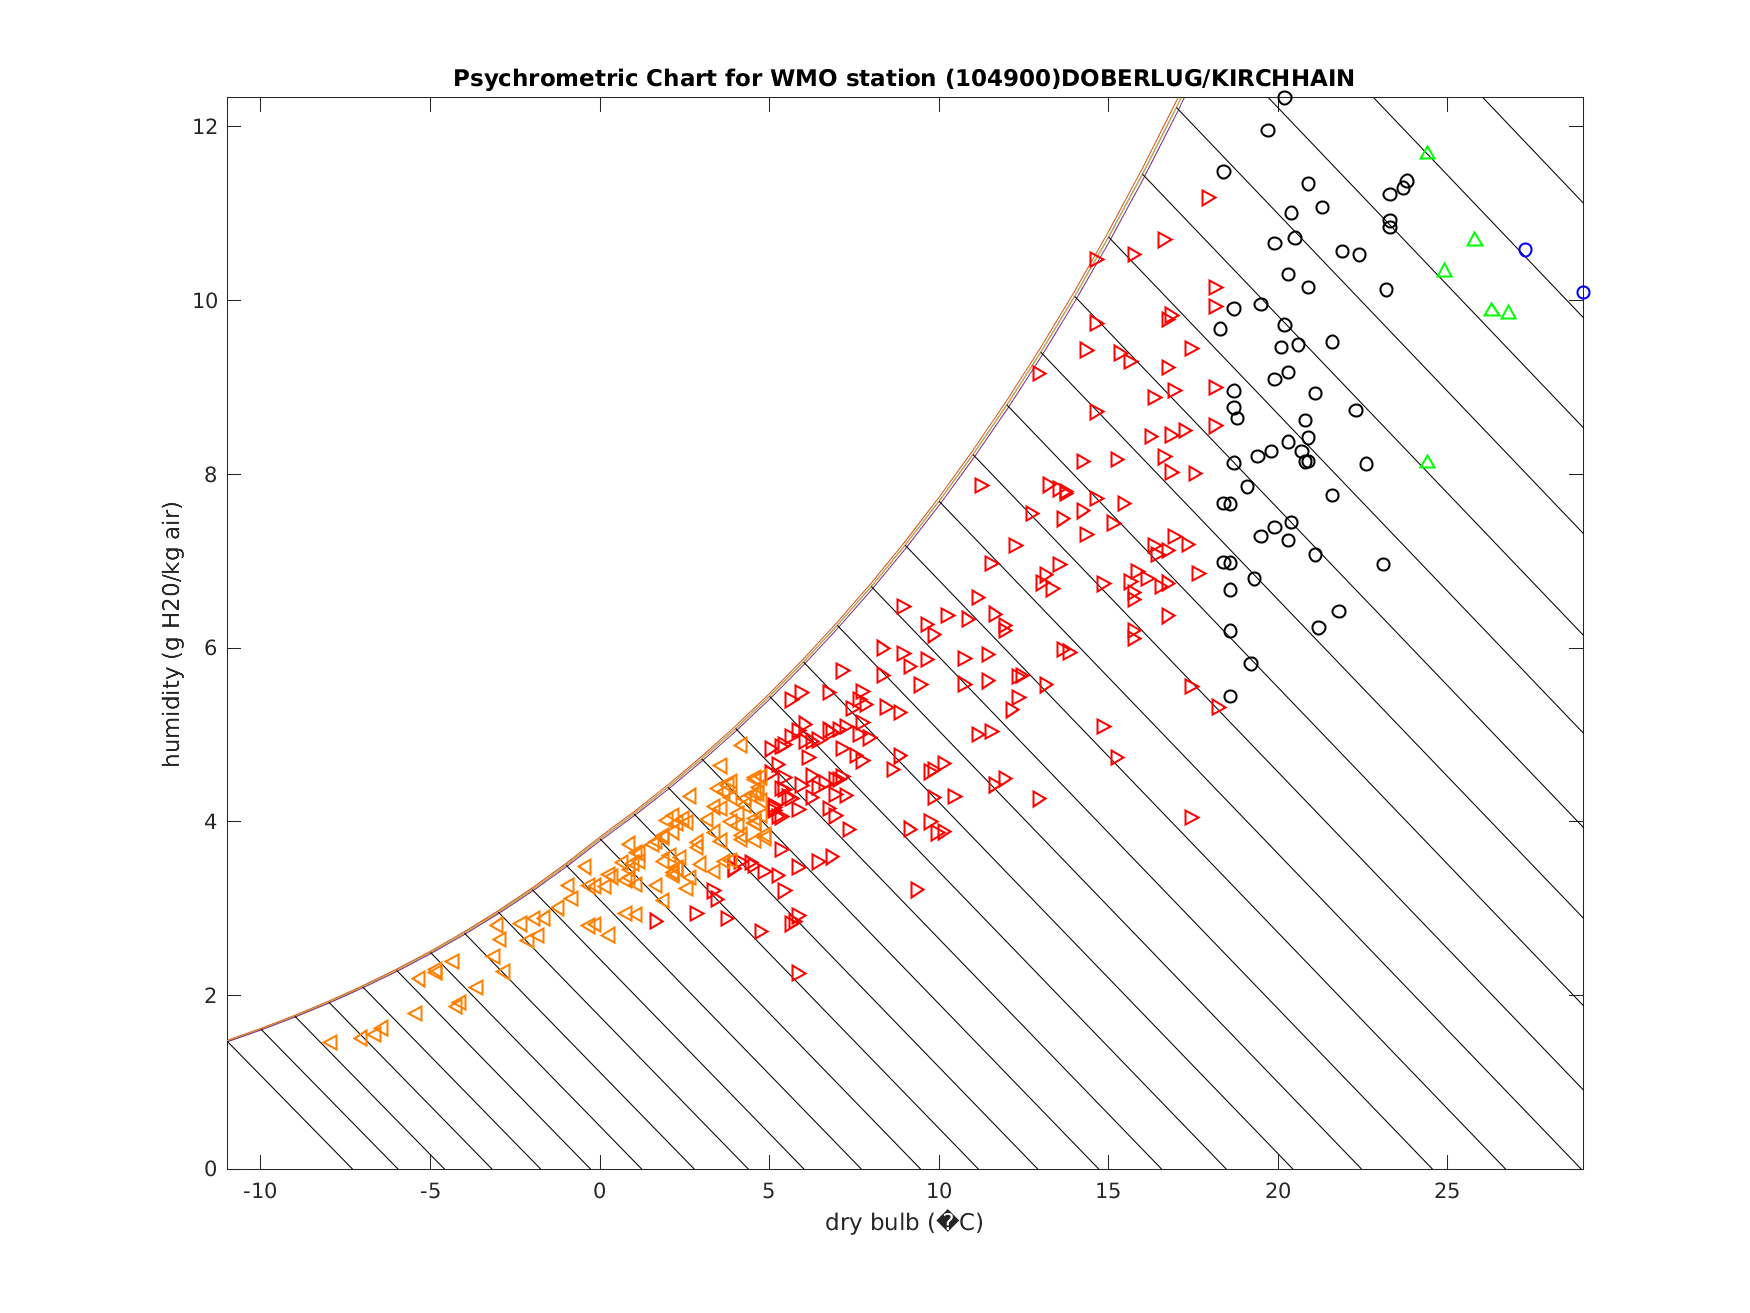 Psychrometric Chart for WMO station (104900)DOBERLUG/KIRCHHAIN
humidity (g H20/kg air)
12
10
8
6
4
2
0
-10 -5 0 5 10 15 20 25
dry bulb (�C)